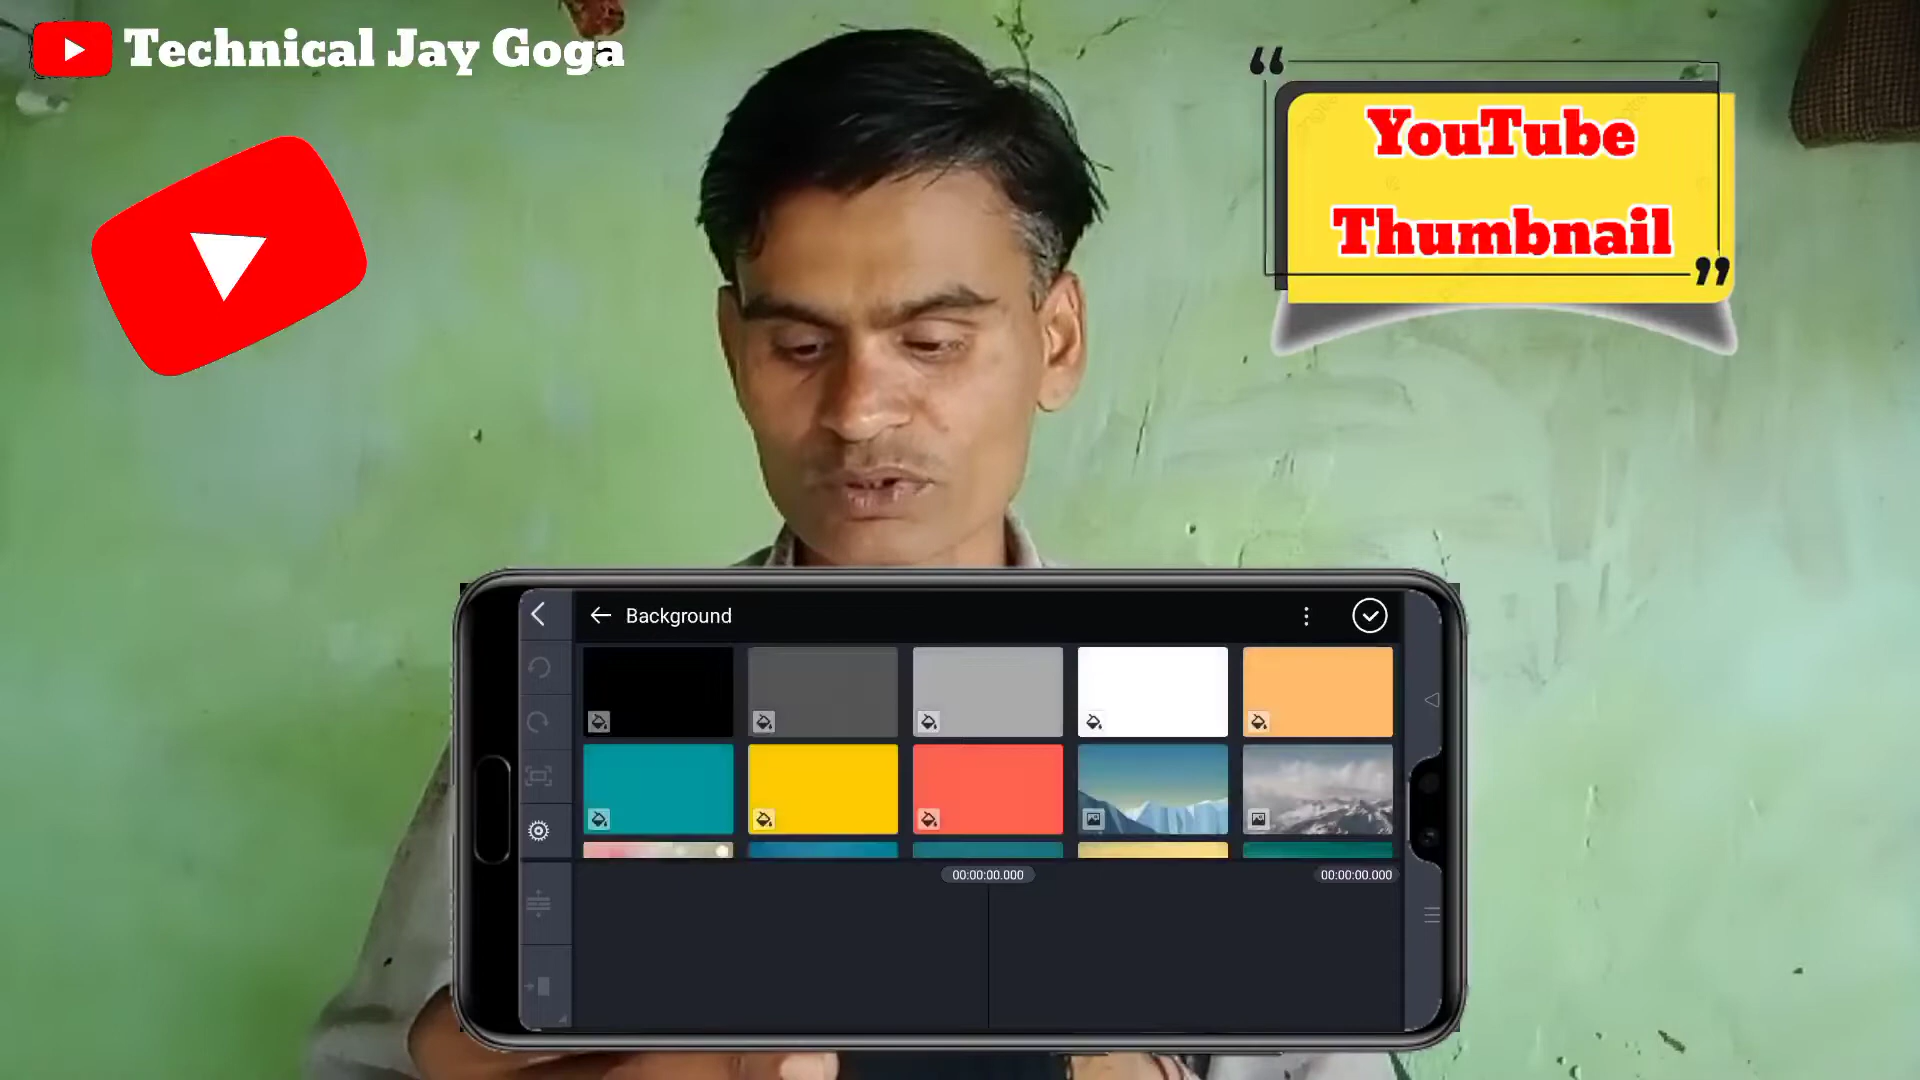 Technical Jay Goga
“
YouTube
Thumbnail
”
Background
00:00:00.000
00:00:00.000